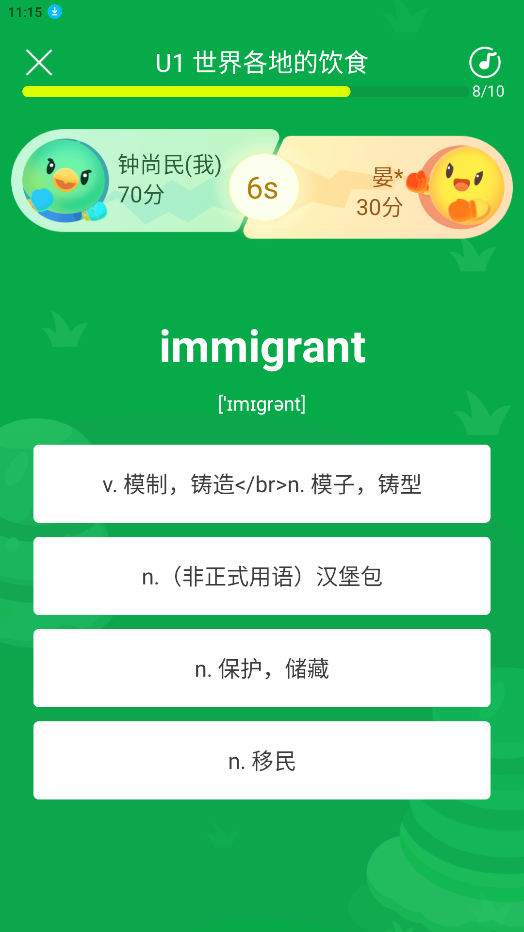 11:15
U1 世界各地的饮食
8/10
钟尚民(我)
70分
6s
晏*
30分
immigrant
['ɪmɪgrənt]
v. 模制，铸造</br>n. 模子，铸型
n.（非正式用语）汉堡包
n. 保护，储藏
n. 移民